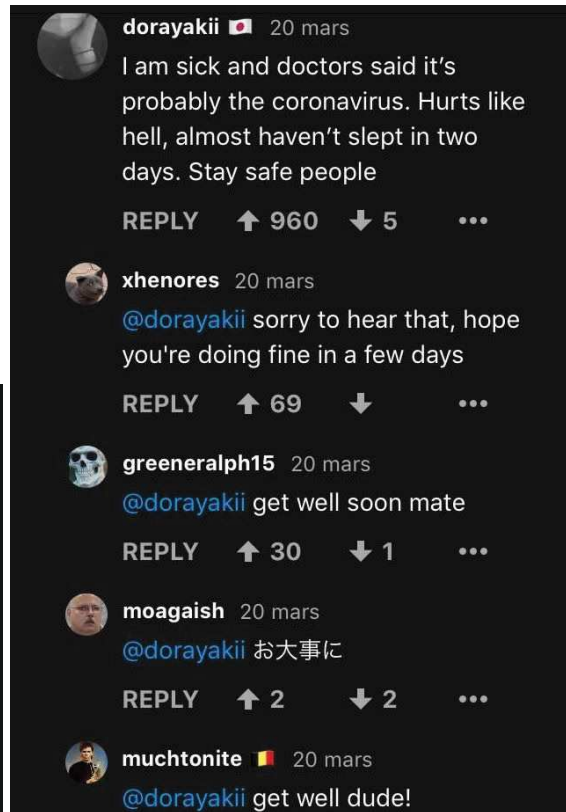 dorayakii 🇯🇵 20 mars
I am sick and doctors said it’s
probably the coronavirus. Hurts like
hell, almost haven’t slept in two
days. Stay safe people
REPLY 960 5
xhenores 20 mars
@dorayakii sorry to hear that, hope
you're doing fine in a few days
REPLY 69
greeneralph15 20 mars
@dorayakii get well soon mate
REPLY 30 1
moagaish 20 mars
@dorayakii お大事に
REPLY 2 2
muchtonite 🇧🇪 20 mars
@dorayakii get well dude!